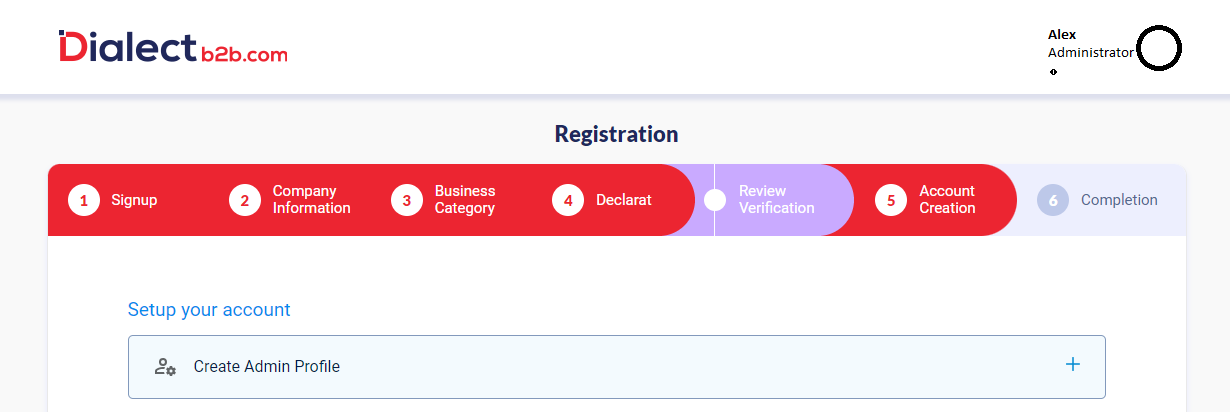 Dialect b2b.com
Alex
Administrator
Registration
1 Signup
2 Company
Information
3 Business
Category
4 Declarat
Review
Verification
5 Account
Creation
6 Completion
Setup your account
Create Admin Profile +